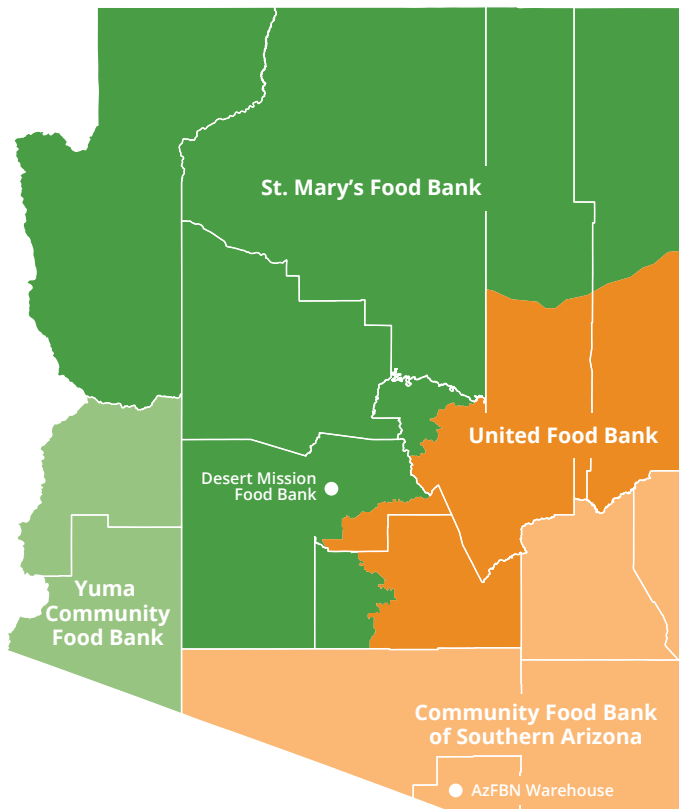 St. Mary’s Food Bank
United Food Bank
Desert Mission
Food Bank
Yuma
Community
Food Bank
Community Food Bank
of Southern Arizona
AzFBN Warehouse